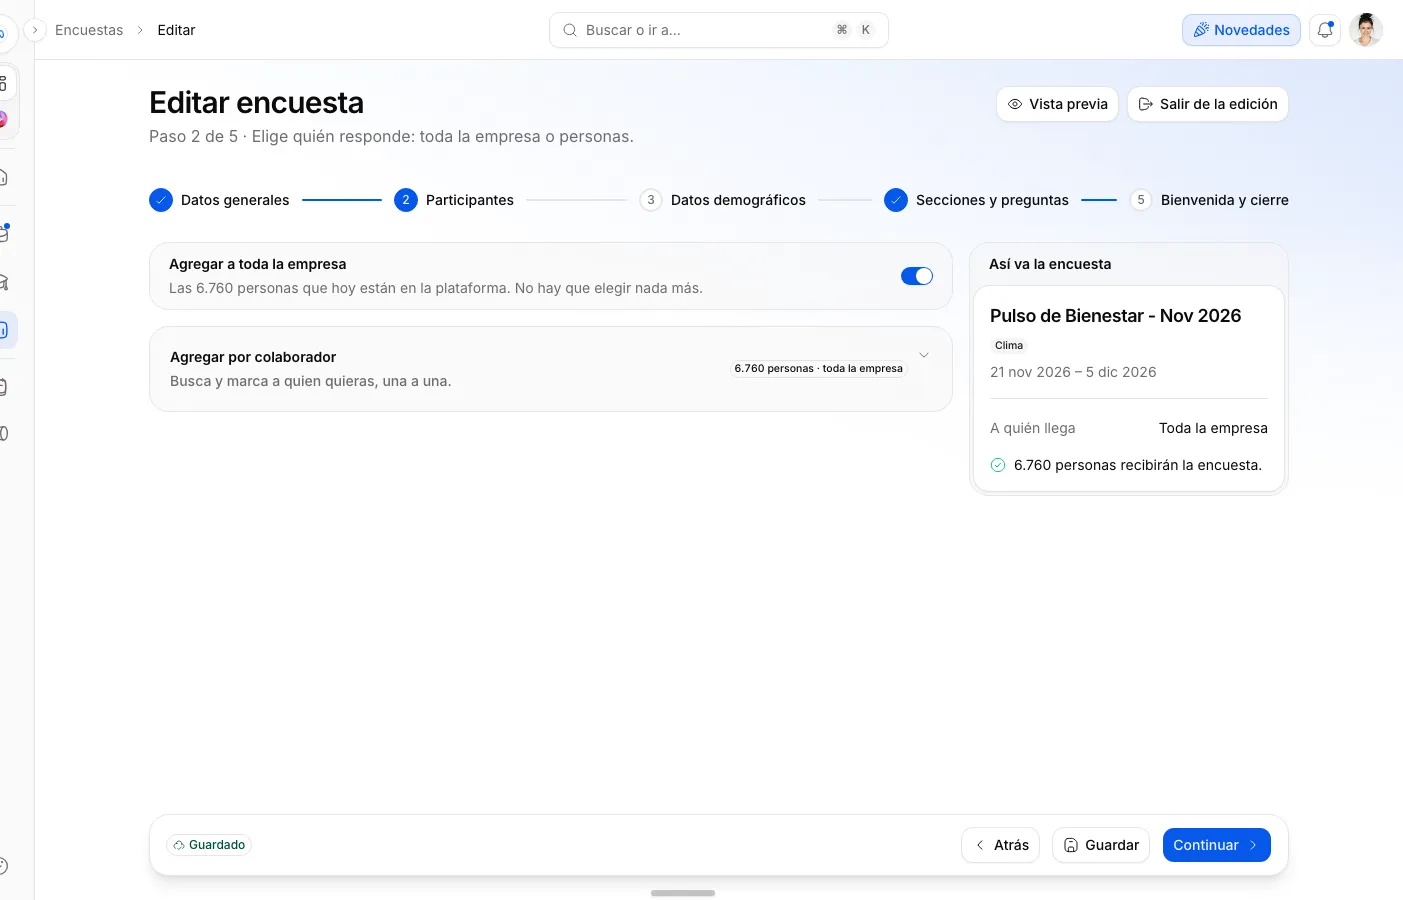 Encuestas
Editar
Buscar o ir a...
⌘ K
Novedades
Editar encuesta
Paso 2 de 5 · Elige quién responde: toda la empresa o personas.
Vista previa
Salir de la edición
Datos generales
2 Participantes
3 Datos demográficos
Secciones y preguntas
5 Bienvenida y cierre
Agregar a toda la empresa
Las 6.760 personas que hoy están en la plataforma. No hay que elegir nada más.
Agregar por colaborador
Busca y marca a quien quieras, una a una.
6.760 personas · toda la empresa
Así va la encuesta
Pulso de Bienestar - Nov 2026
Clima
21 nov 2026 – 5 dic 2026
A quién llega
Toda la empresa
6.760 personas recibirán la encuesta.
Guardado
Atrás
Guardar
Continuar